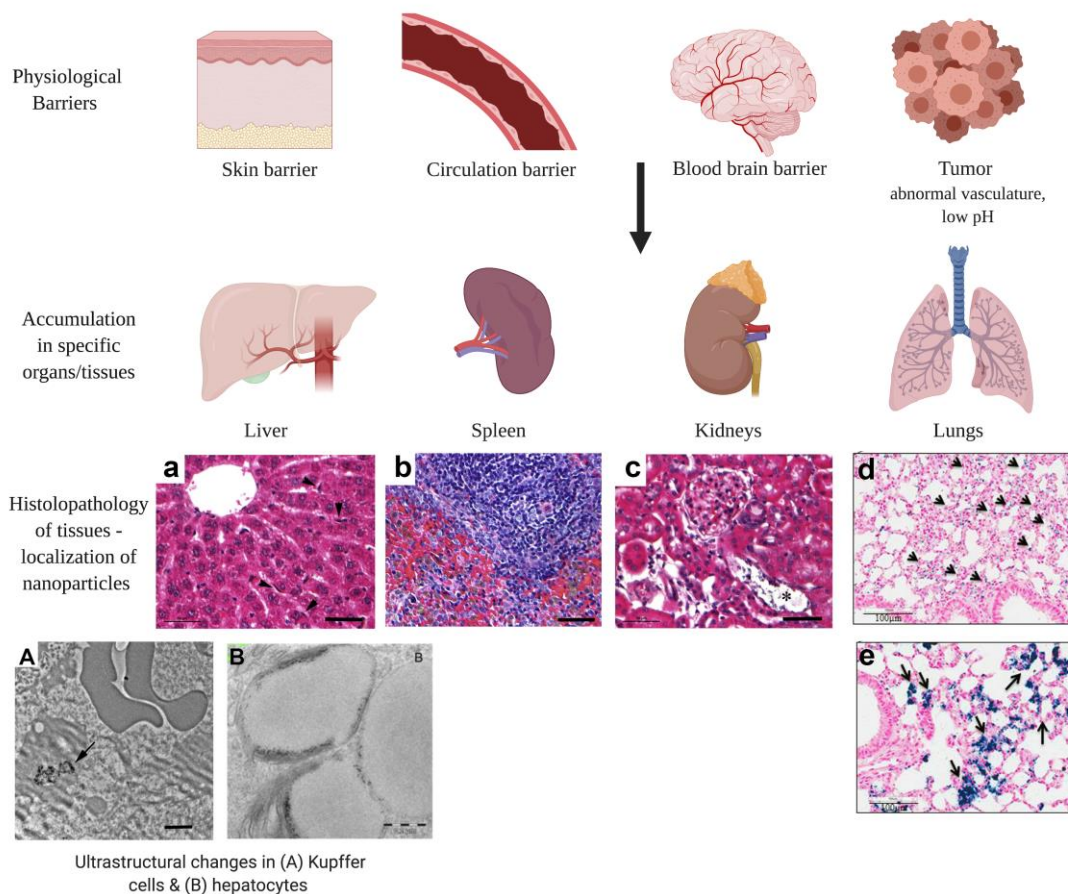 Physiological
Barriers
Skin barrier
Circulation barrier
Blood brain barrier
Tumor
abnormal vasculature,
low pH
Accumulation
in specific
organs/tissues
Liver
Spleen
Kidneys
Lungs
Histolopathology
of tissues -
localization of
nanoparticles
a
b
c
*
d
100µm
e
100µm
A
B
B
Ultrastructural changes in (A) Kupffer
cells & (B) hepatocytes